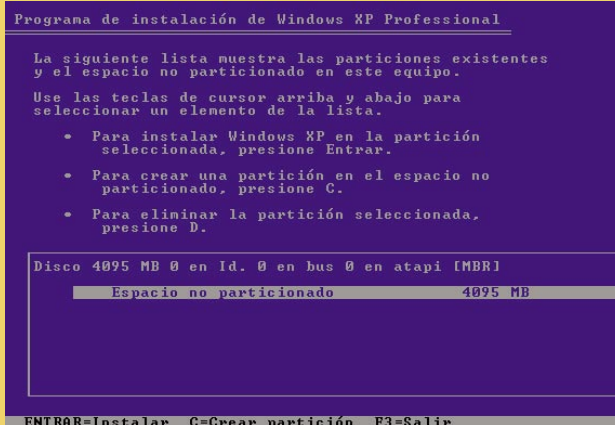 Programa de instalación de Windows XP Professional
La siguiente lista muestra las particiones existentes
y el espacio no particionado en este equipo.
Use las teclas de cursor arriba y abajo para
seleccionar un elemento de la lista.
• Para instalar Windows XP en la partición
seleccionada, presione Entrar.
• Para crear una partición en el espacio no
particionado, presione C.
• Para eliminar la partición seleccionada,
presione D.
Disco 4095 MB 0 en Id. 0 en bus 0 en atapi [MBR]
Espacio no particionado 4095 MB
ENTRAR=Instalar C=Crear partición F3=Salir